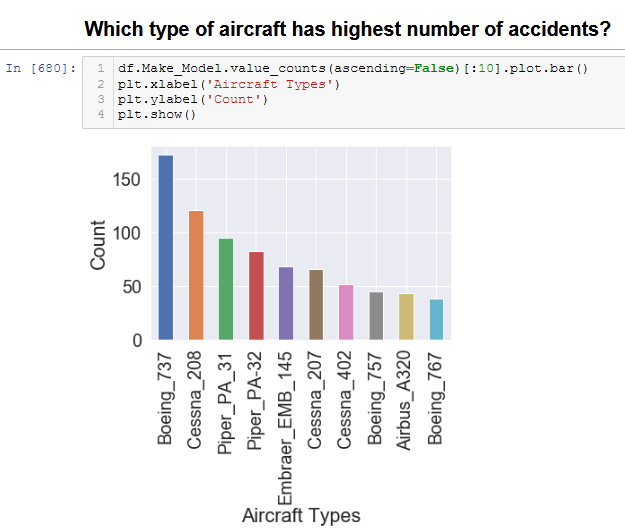 Which type of aircraft has highest number of accidents?
In [680]:
1 df.Make_Model.value_counts(ascending=False)[:10].plot.bar()
2 plt.xlabel('Aircraft Types')
3 plt.ylabel('Count')
4 plt.show()
150
100
50
0
Count
Boeing_737
Cessna_208
Piper_PA_31
Piper_PA-32
Embraer_EMB_145
Cessna_207
Cessna_402
Boeing_757
Airbus_A320
Boeing_767
Aircraft Types